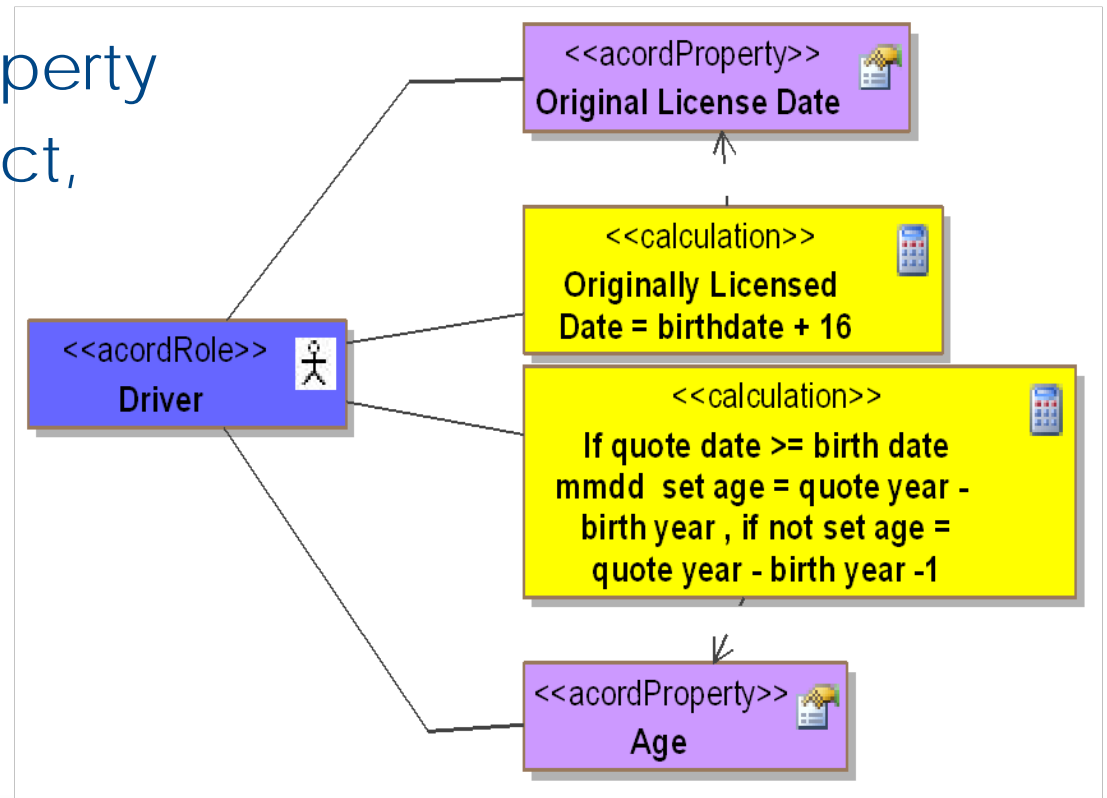 perty
ct,
<<acordProperty>>
Original License Date
<<calculation>>
Originally Licensed
Date = birthdate + 16
<<acordRole>>
Driver
<<calculation>>
If quote date >= birth date
mmdd set age = quote year -
birth year , if not set age =
quote year - birth year -1
<<acordProperty>>
Age